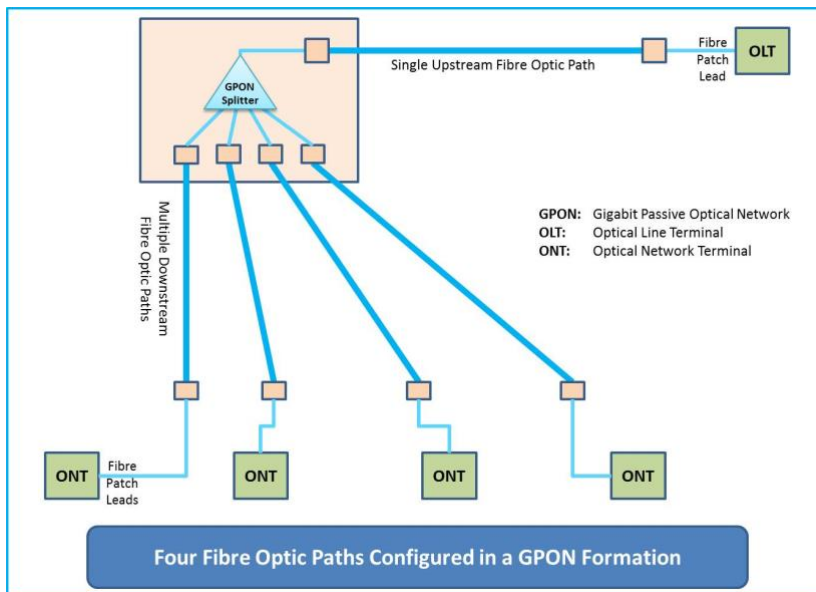 GPON
Splitter
Single Upstream Fibre Optic Path
Fibre
Patch
Lead
OLT
Multiple Downstream
Fibre Optic Paths
GPON: Gigabit Passive Optical Network
OLT: Optical Line Terminal
ONT: Optical Network Terminal
ONT
Fibre
Patch
Leads
ONT
ONT
ONT
Four Fibre Optic Paths Configured in a GPON Formation